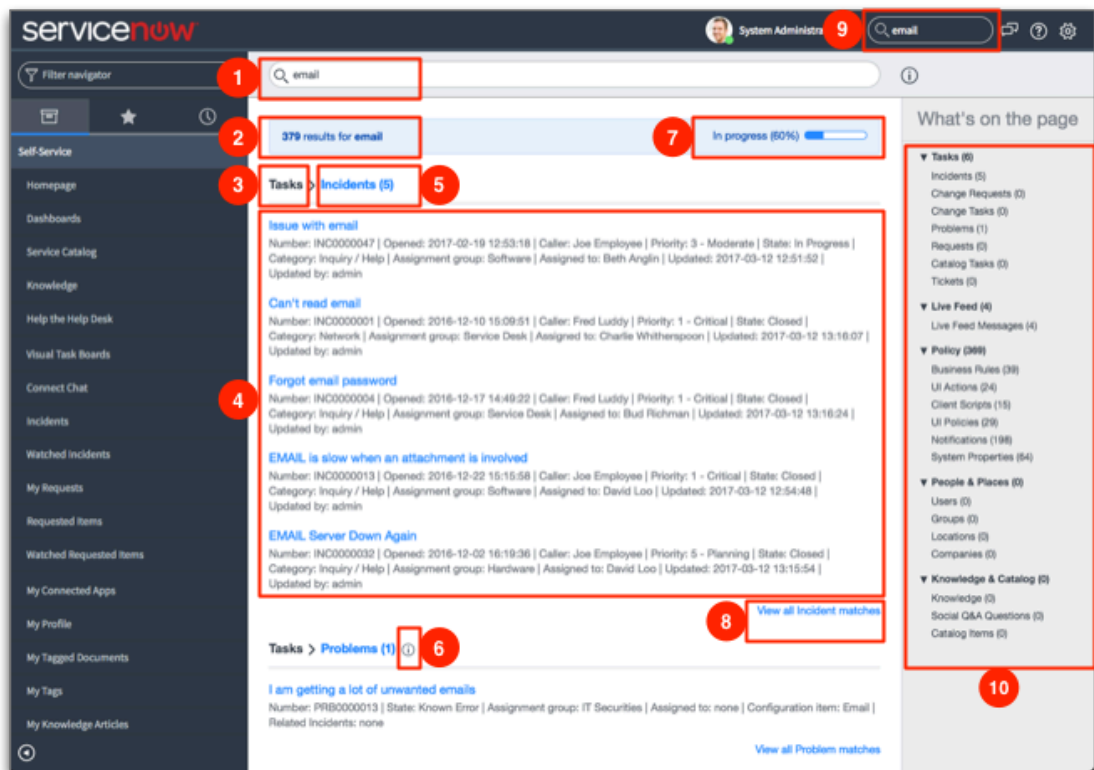 servicenow
System Administra
9
email
Filter navigator
1
email
What's on the page
2
379 results for email
7
In progress (60%)
Self-Service
Homepage
Dashboards
Service Catalog
Knowledge
Help the Help Desk
Visual Task Boards
Connect Chat
Incidents
Watched Incidents
My Requests
Requested Items
Watched Requested Items
My Connected Apps
My Profile
My Tagged Documents
My Tags
My Knowledge Articles
3
Tasks > Incidents (5)
5
4
Issue with email
Number: INC0000047 | Opened: 2017-02-19 12:53:18 | Caller: Joe Employee | Priority: 3 - Moderate | State: In Progress |
Category: Inquiry / Help | Assignment group: Software | Assigned to: Beth Anglin | Updated: 2017-03-12 12:51:52 |
Updated by: admin
Can't read email
Number: INC0000001 | Opened: 2016-12-10 15:09:51 | Caller: Fred Luddy | Priority: 1 - Critical | State: Closed |
Category: Network | Assignment group: Service Desk | Assigned to: Charlie Whitherspoon | Updated: 2017-03-12 13:16:07 |
Updated by: admin
Forgot email password
Number: INC0000004 | Opened: 2016-12-17 14:49:22 | Caller: Fred Luddy | Priority: 1 - Critical | State: Closed |
Category: Inquiry / Help | Assignment group: Service Desk | Assigned to: Bud Richman | Updated: 2017-03-12 13:16:24 |
Updated by: admin
EMAIL is slow when an attachment is involved
Number: INC0000013 | Opened: 2016-12-22 15:15:58 | Caller: Joe Employee | Priority: 1 - Critical | State: Closed |
Category: Inquiry / Help | Assignment group: Software | Assigned to: David Loo | Updated: 2017-03-12 12:54:48 |
Updated by: admin
EMAIL Server Down Again
Number: INC0000032 | Opened: 2016-12-02 16:19:36 | Caller: Joe Employee | Priority: 5 - Planning | State: Closed |
Category: Inquiry / Help | Assignment group: Hardware | Assigned to: David Loo | Updated: 2017-03-12 13:15:54 |
Updated by: admin
8
View all Incident matches
Tasks > Problems (1)
6
I am getting a lot of unwanted emails
Number: PRB0000013 | State: Known Error | Assignment group: IT Securities | Assigned to: none | Configuration item: Email |
Related Incidents: none
View all Problem matches
Tasks (6)
Incidents (5)
Change Requests (0)
Change Tasks (0)
Problems (1)
Requests (0)
Catalog Tasks (0)
Tickets (0)
Live Feed (4)
Live Feed Messages (4)
Policy (369)
Business Rules (39)
UI Actions (24)
Client Scripts (15)
UI Policies (29)
Notifications (198)
System Properties (64)
People & Places (0)
Users (0)
Groups (0)
Locations (0)
Companies (0)
Knowledge & Catalog (0)
Knowledge (0)
Social Q&A Questions (0)
Catalog Items (0)
10